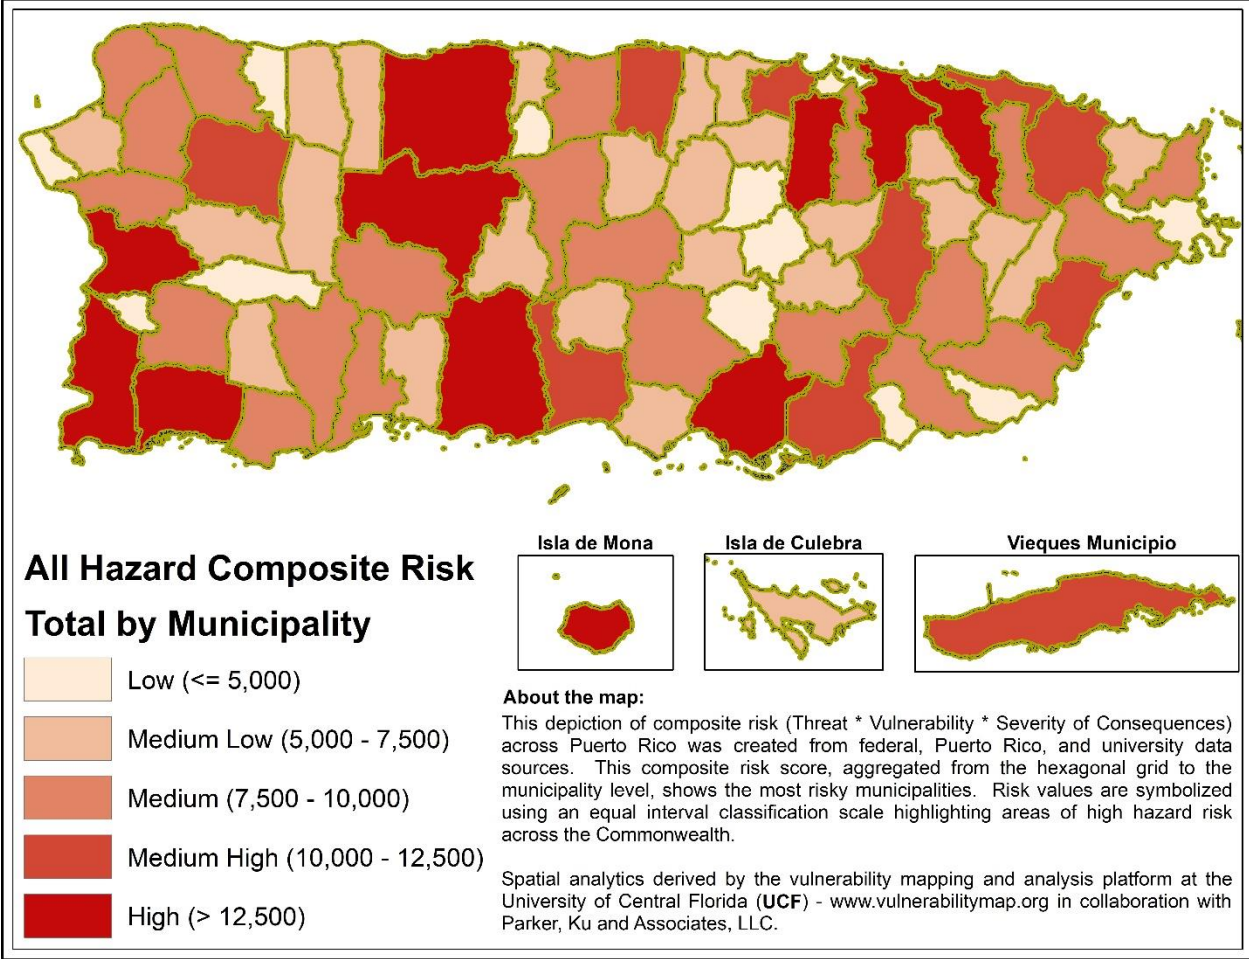 Isla de Mona
Isla de Culebra
Vieques Municipio
All Hazard Composite Risk
Total by Municipality
Low (<= 5,000)
Medium Low (5,000 - 7,500)
Medium (7,500 - 10,000)
Medium High (10,000 - 12,500)
High (> 12,500)
About the map:
This depiction of composite risk (Threat * Vulnerability * Severity of Consequences)
across Puerto Rico was created from federal, Puerto Rico, and university data
sources. This composite risk score, aggregated from the hexagonal grid to the
municipality level, shows the most risky municipalities. Risk values are symbolized
using an equal interval classification scale highlighting areas of high hazard risk
across the Commonwealth.
Spatial analytics derived by the vulnerability mapping and analysis platform at the
University of Central Florida (UCF) - www.vulnerabilitymap.org in collaboration with
Parker, Ku and Associates, LLC.